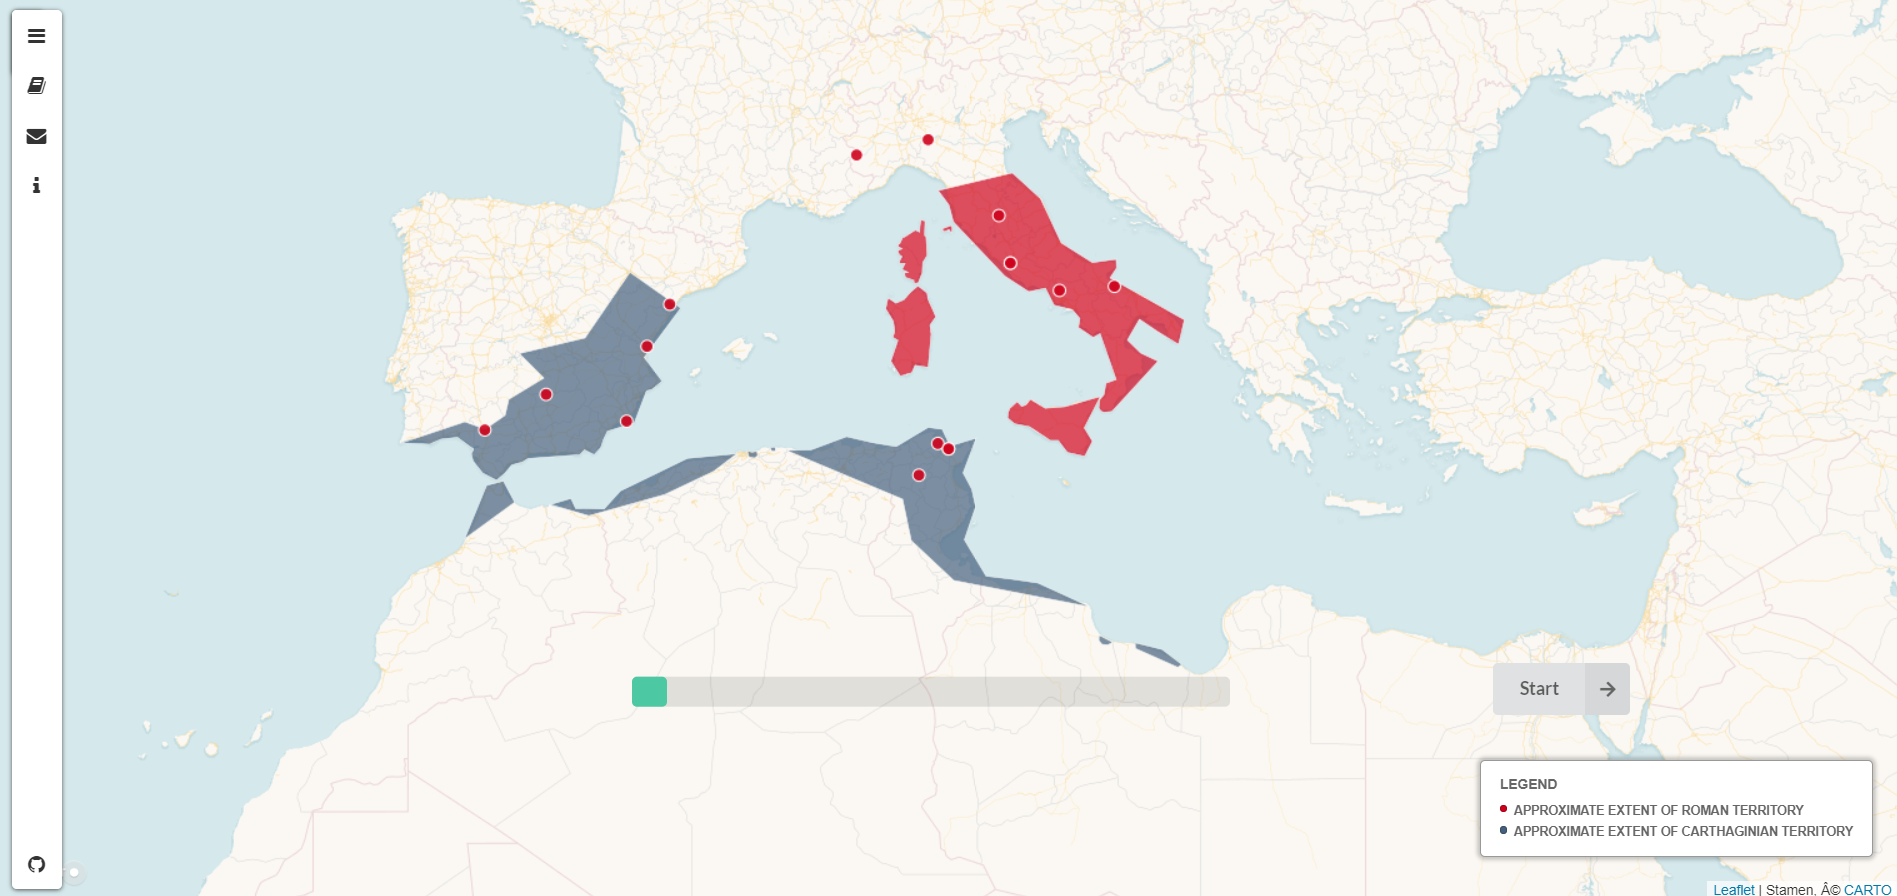 Start
LEGEND
APPROXIMATE EXTENT OF ROMAN TERRITORY
APPROXIMATE EXTENT OF CARTHAGINIAN TERRITORY
Leaflet | Stamen, Â© CARTO